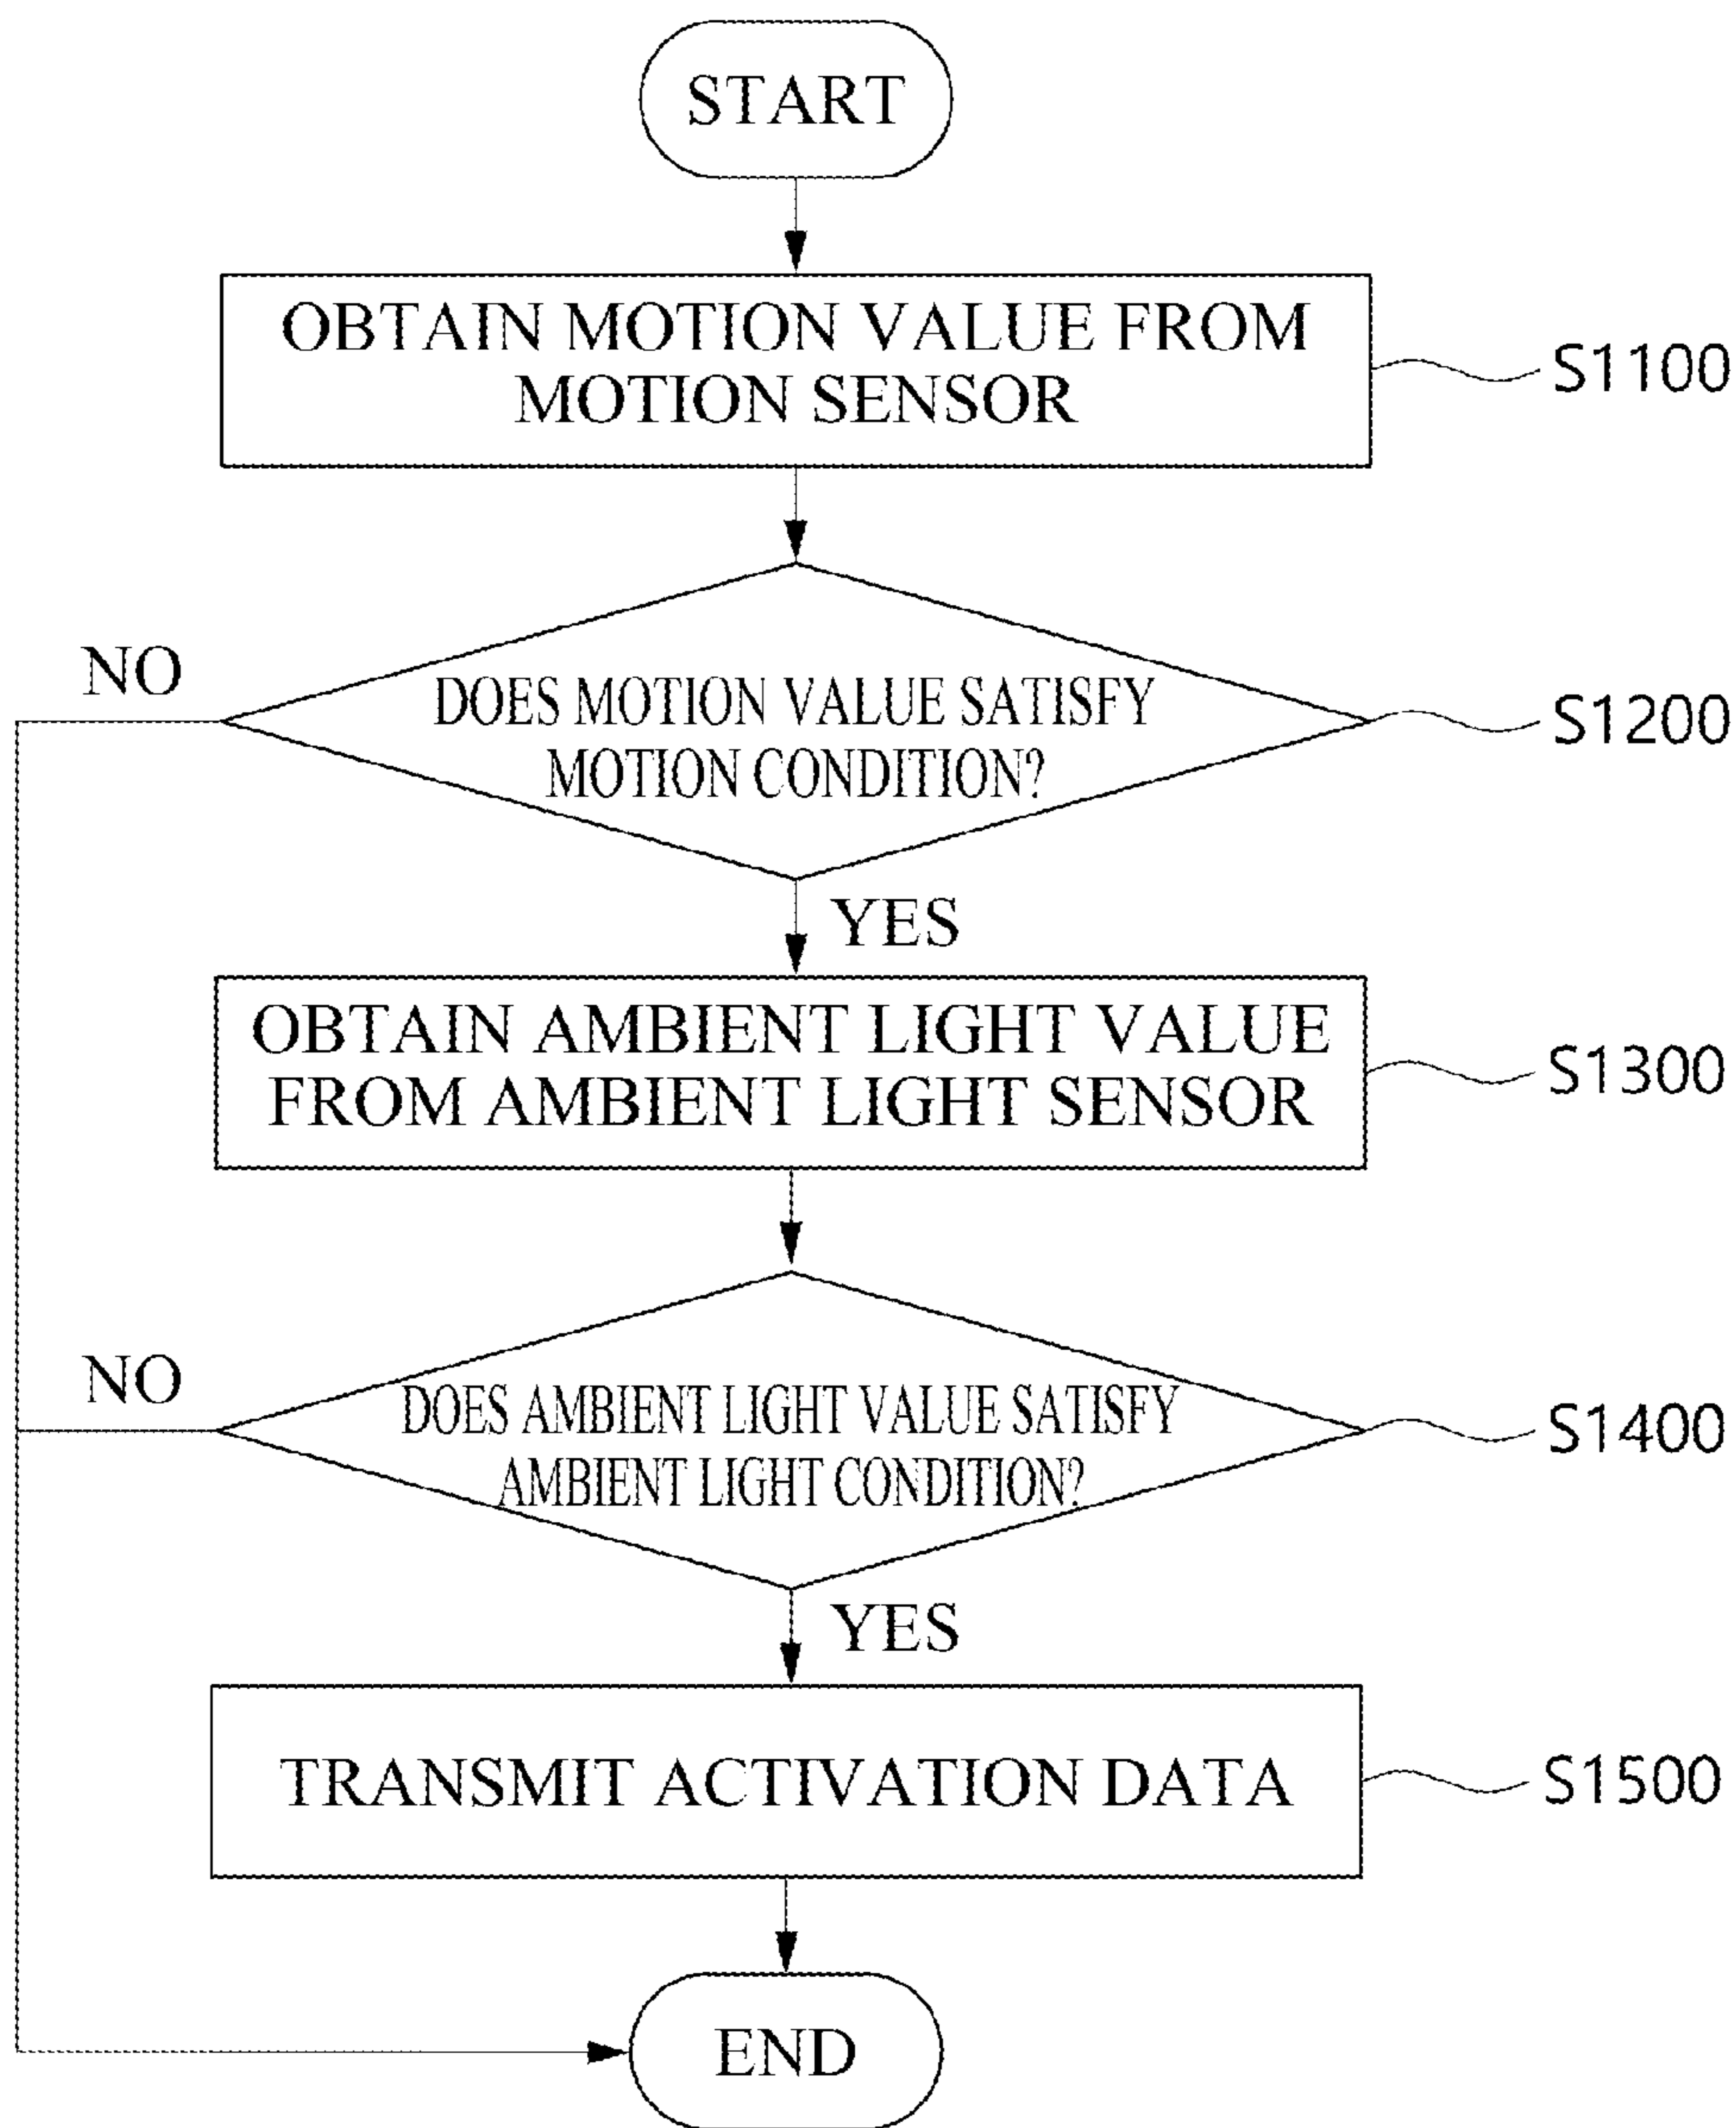 START
OBTAIN MOTION VALUE FROM
MOTION SENSOR
S1100
NO
DOES MOTION VALUE SATISFY
MOTION CONDITION?
S1200
YES
OBTAIN AMBIENT LIGHT VALUE
FROM AMBIENT LIGHT SENSOR
S1300
NO
DOES AMBIENT LIGHT VALUE SATISFY
AMBIENT LIGHT CONDITION?
S1400
YES
TRANSMIT ACTIVATION DATA
S1500
END